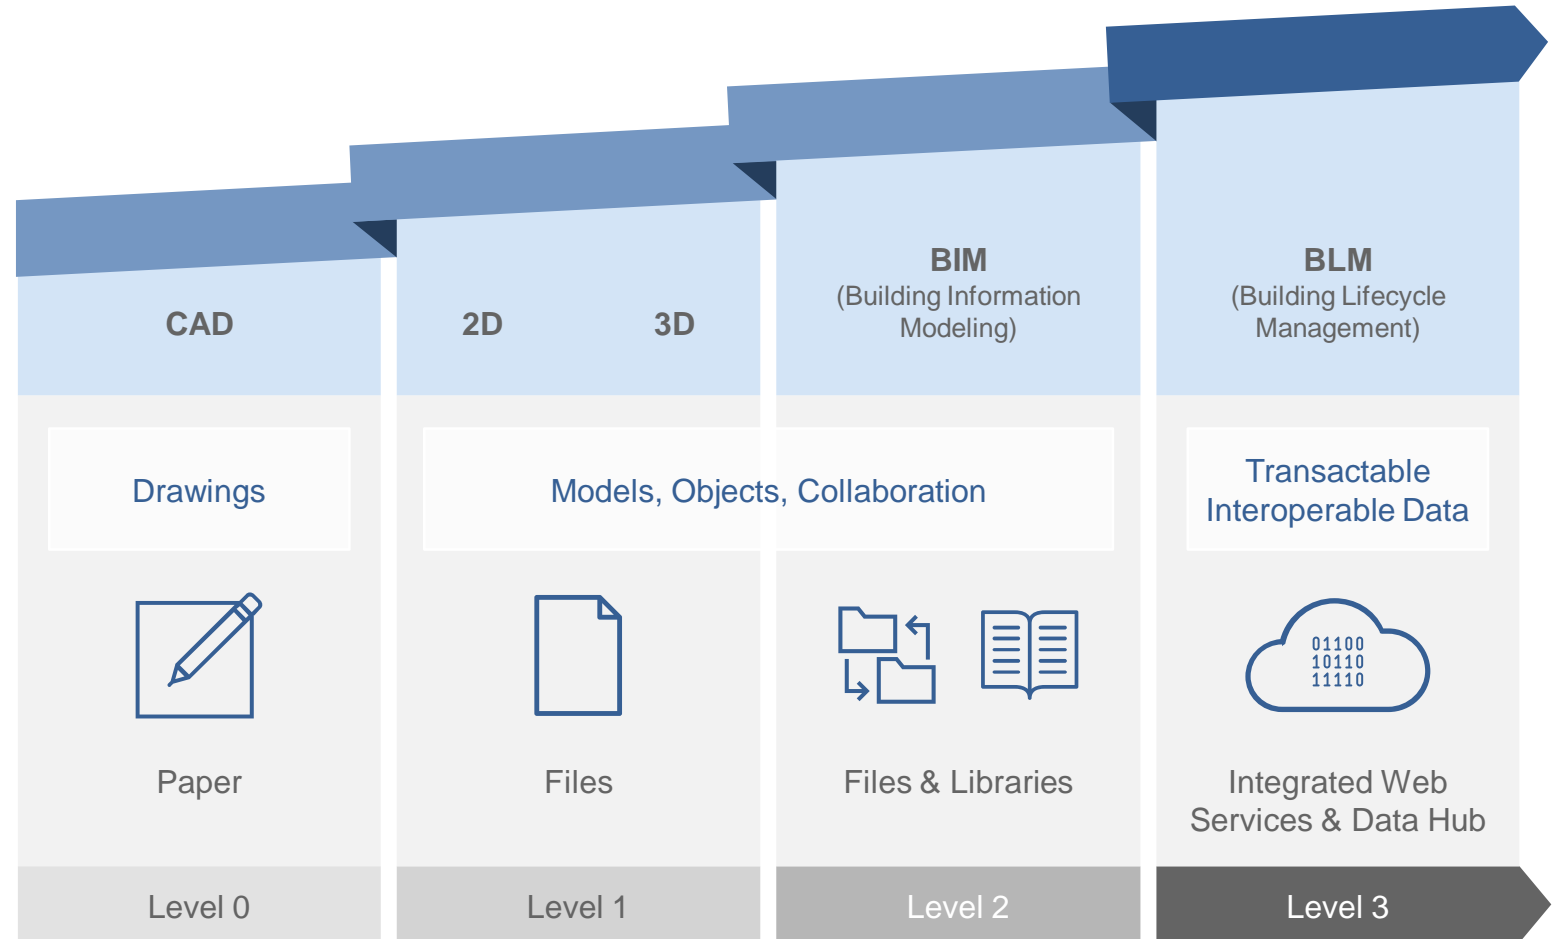 CAD
2D
3D
BIM
(Building Information
Modeling)
BLM
(Building Lifecycle
Management)
Drawings
Models, Objects, Collaboration
Transactable
Interoperable Data
01100
10110
11110
Paper
Files
Files & Libraries
Integrated Web
Services & Data Hub
Level 0
Level 1
Level 2
Level 3